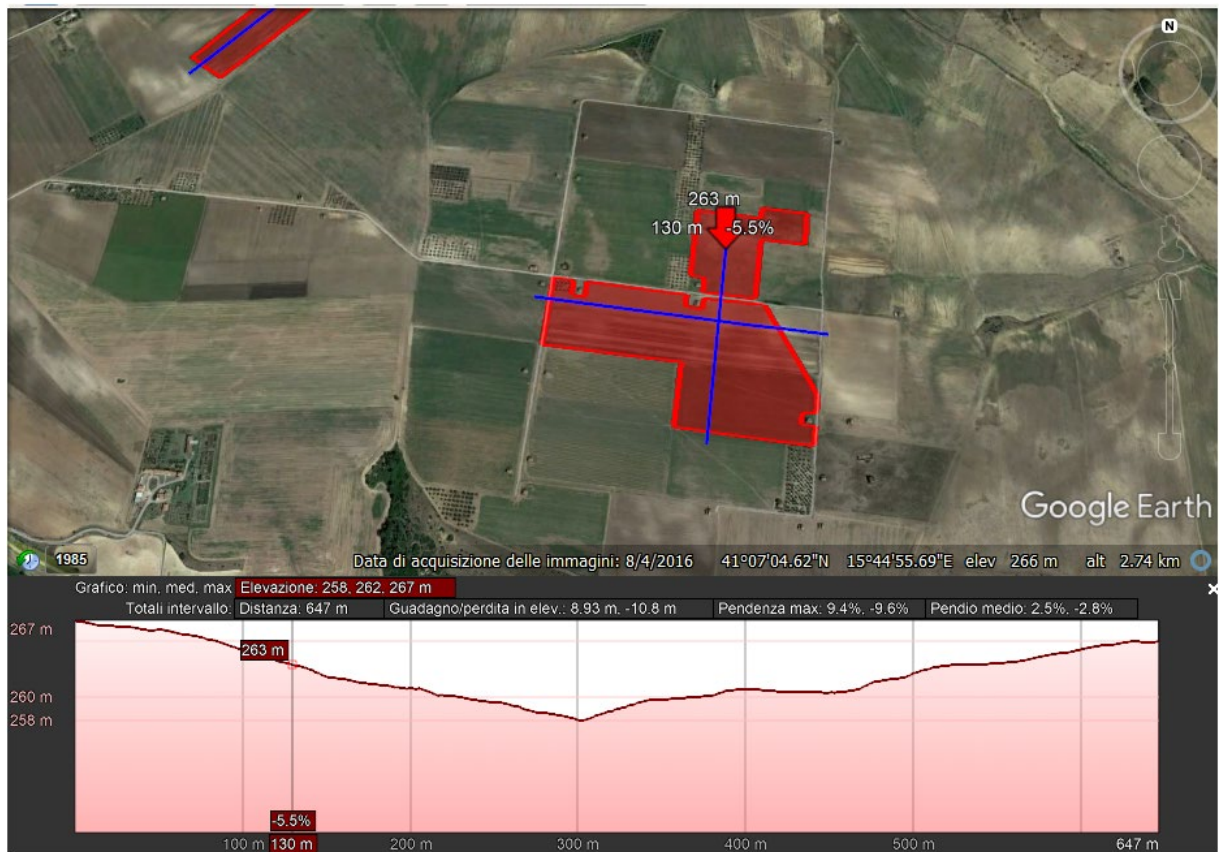 N
263 m
130 m -5.5%
Google Earth
1985 Data di acquisizione delle immagini: 8/4/2016 41°07'04.62"N 15°44'55.69"E elev 266 m alt 2.74 km
Grafico: min, med, max Elevazione: 258, 262, 267 m
Totali intervallo: Distanza: 647 m Guadagno/perdita in elev.: 8.93 m, -10.8 m Pendenza max: 9.4%, -9.6% Pendio medio: 2.5%, -2.8%
267 m
263 m
260 m
258 m
-5.5%
100 m 130 m 200 m 300 m 400 m 500 m 647 m